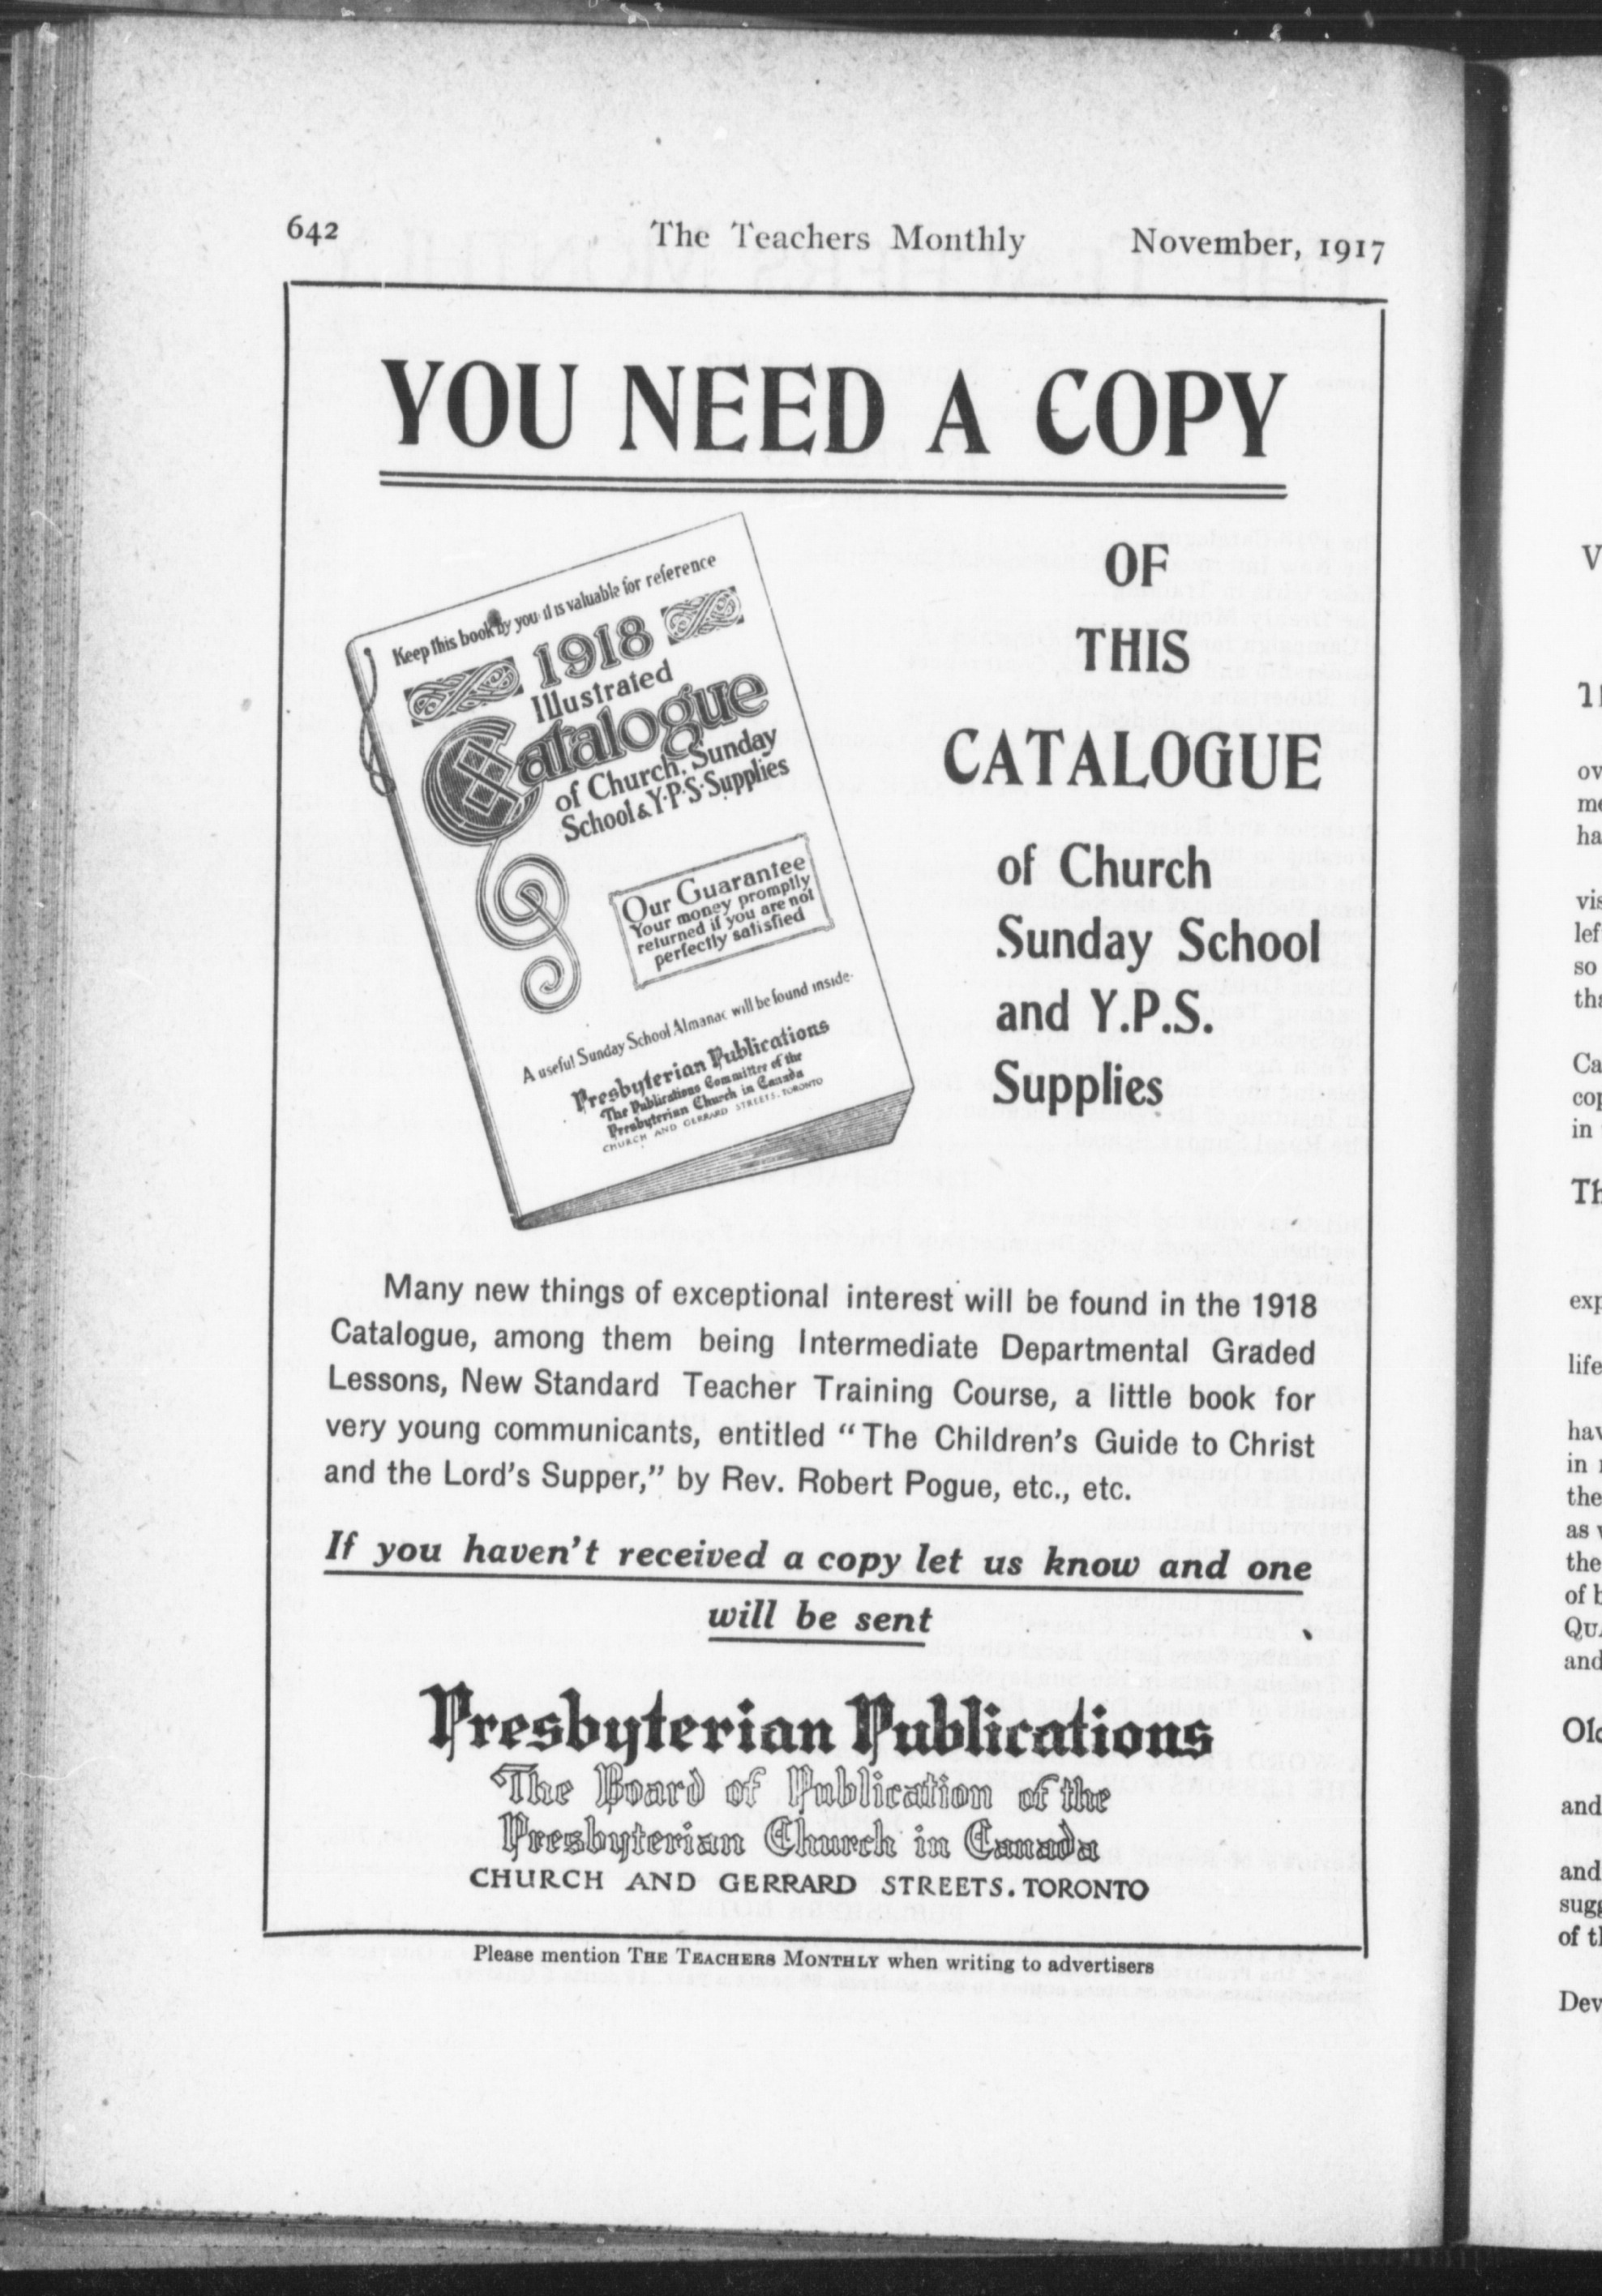 642 The Teachers Monthly November, 1917
YOU NEED A COPY
Keep this book by you it is valuable for reference
1918
Illustrated
Catalogue
of Church, Sunday
School & Y·P·S· Supplies
Our Guarantee
Your money promptly
returned if you are not
perfectly satisfied
A useful Sunday School Almanac will be found inside·
Presbyterian Publications
The Publications Committee of the
Presbyterian Church in Canada
CHURCH AND GERRARD STREETS. TORONTO
OF
THIS
CATALOGUE
of Church
Sunday School
and Y.P.S.
Supplies
Many new things of exceptional interest will be found in the 1918
Catalogue, among them being Intermediate Departmental Graded
Lessons, New Standard Teacher Training Course, a little book for
very young communicants, entitled “The Children's Guide to Christ
and the Lord's Supper,” by Rev. Robert Pogue, etc., etc.
If you haven't received a copy let us know and one
will be sent
Presbyterian Publications
The Board of Publication of the
Presbyterian Church in Canada
CHURCH AND GERRARD STREETS. TORONTO
Please mention THE TEACHERS MONTHLY when writing to advertisers